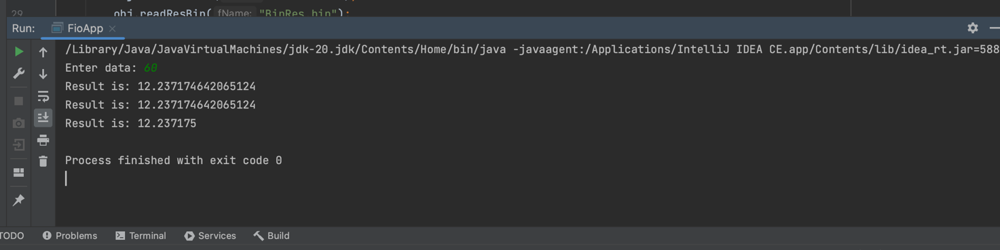 29
obj.readResBin( fName: "BinRes.bin");
Run: FioApp
/Library/Java/JavaVirtualMachines/jdk-20.jdk/Contents/Home/bin/java -javaagent:/Applications/IntelliJ IDEA CE.app/Contents/lib/idea_rt.jar=588
Enter data: 60
Result is: 12.237174642065124
Result is: 12.237174642065124
Result is: 12.237175
Process finished with exit code 0
TODO Problems Terminal Services Build